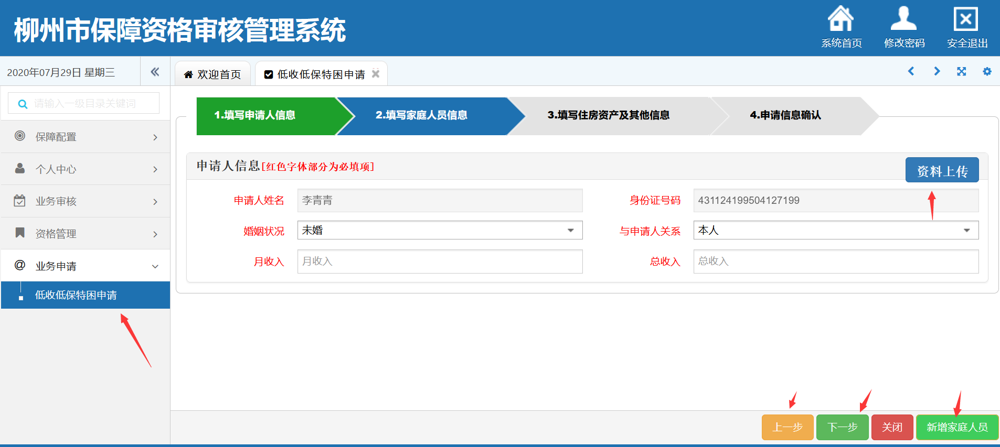 柳州市保障资格审核管理系统
系统首页
修改密码
安全退出
2020年07月29日 星期三
欢迎首页
低收低保特困申请
请输入一级目录关键词
保障配置
个人中心
业务审核
资格管理
业务申请
低收低保特困申请
1.填写申请人信息
2.填写家庭人员信息
3.填写住房资产及其他信息
4.申请信息确认
申请人信息[红色字体部分为必填项]
资料上传
申请人姓名 李青青
身份证号码 431124199504127199
婚姻状况 未婚
与申请人关系 本人
月收入 月收入
总收入 总收入
上一步
下一步
关闭
新增家庭人员